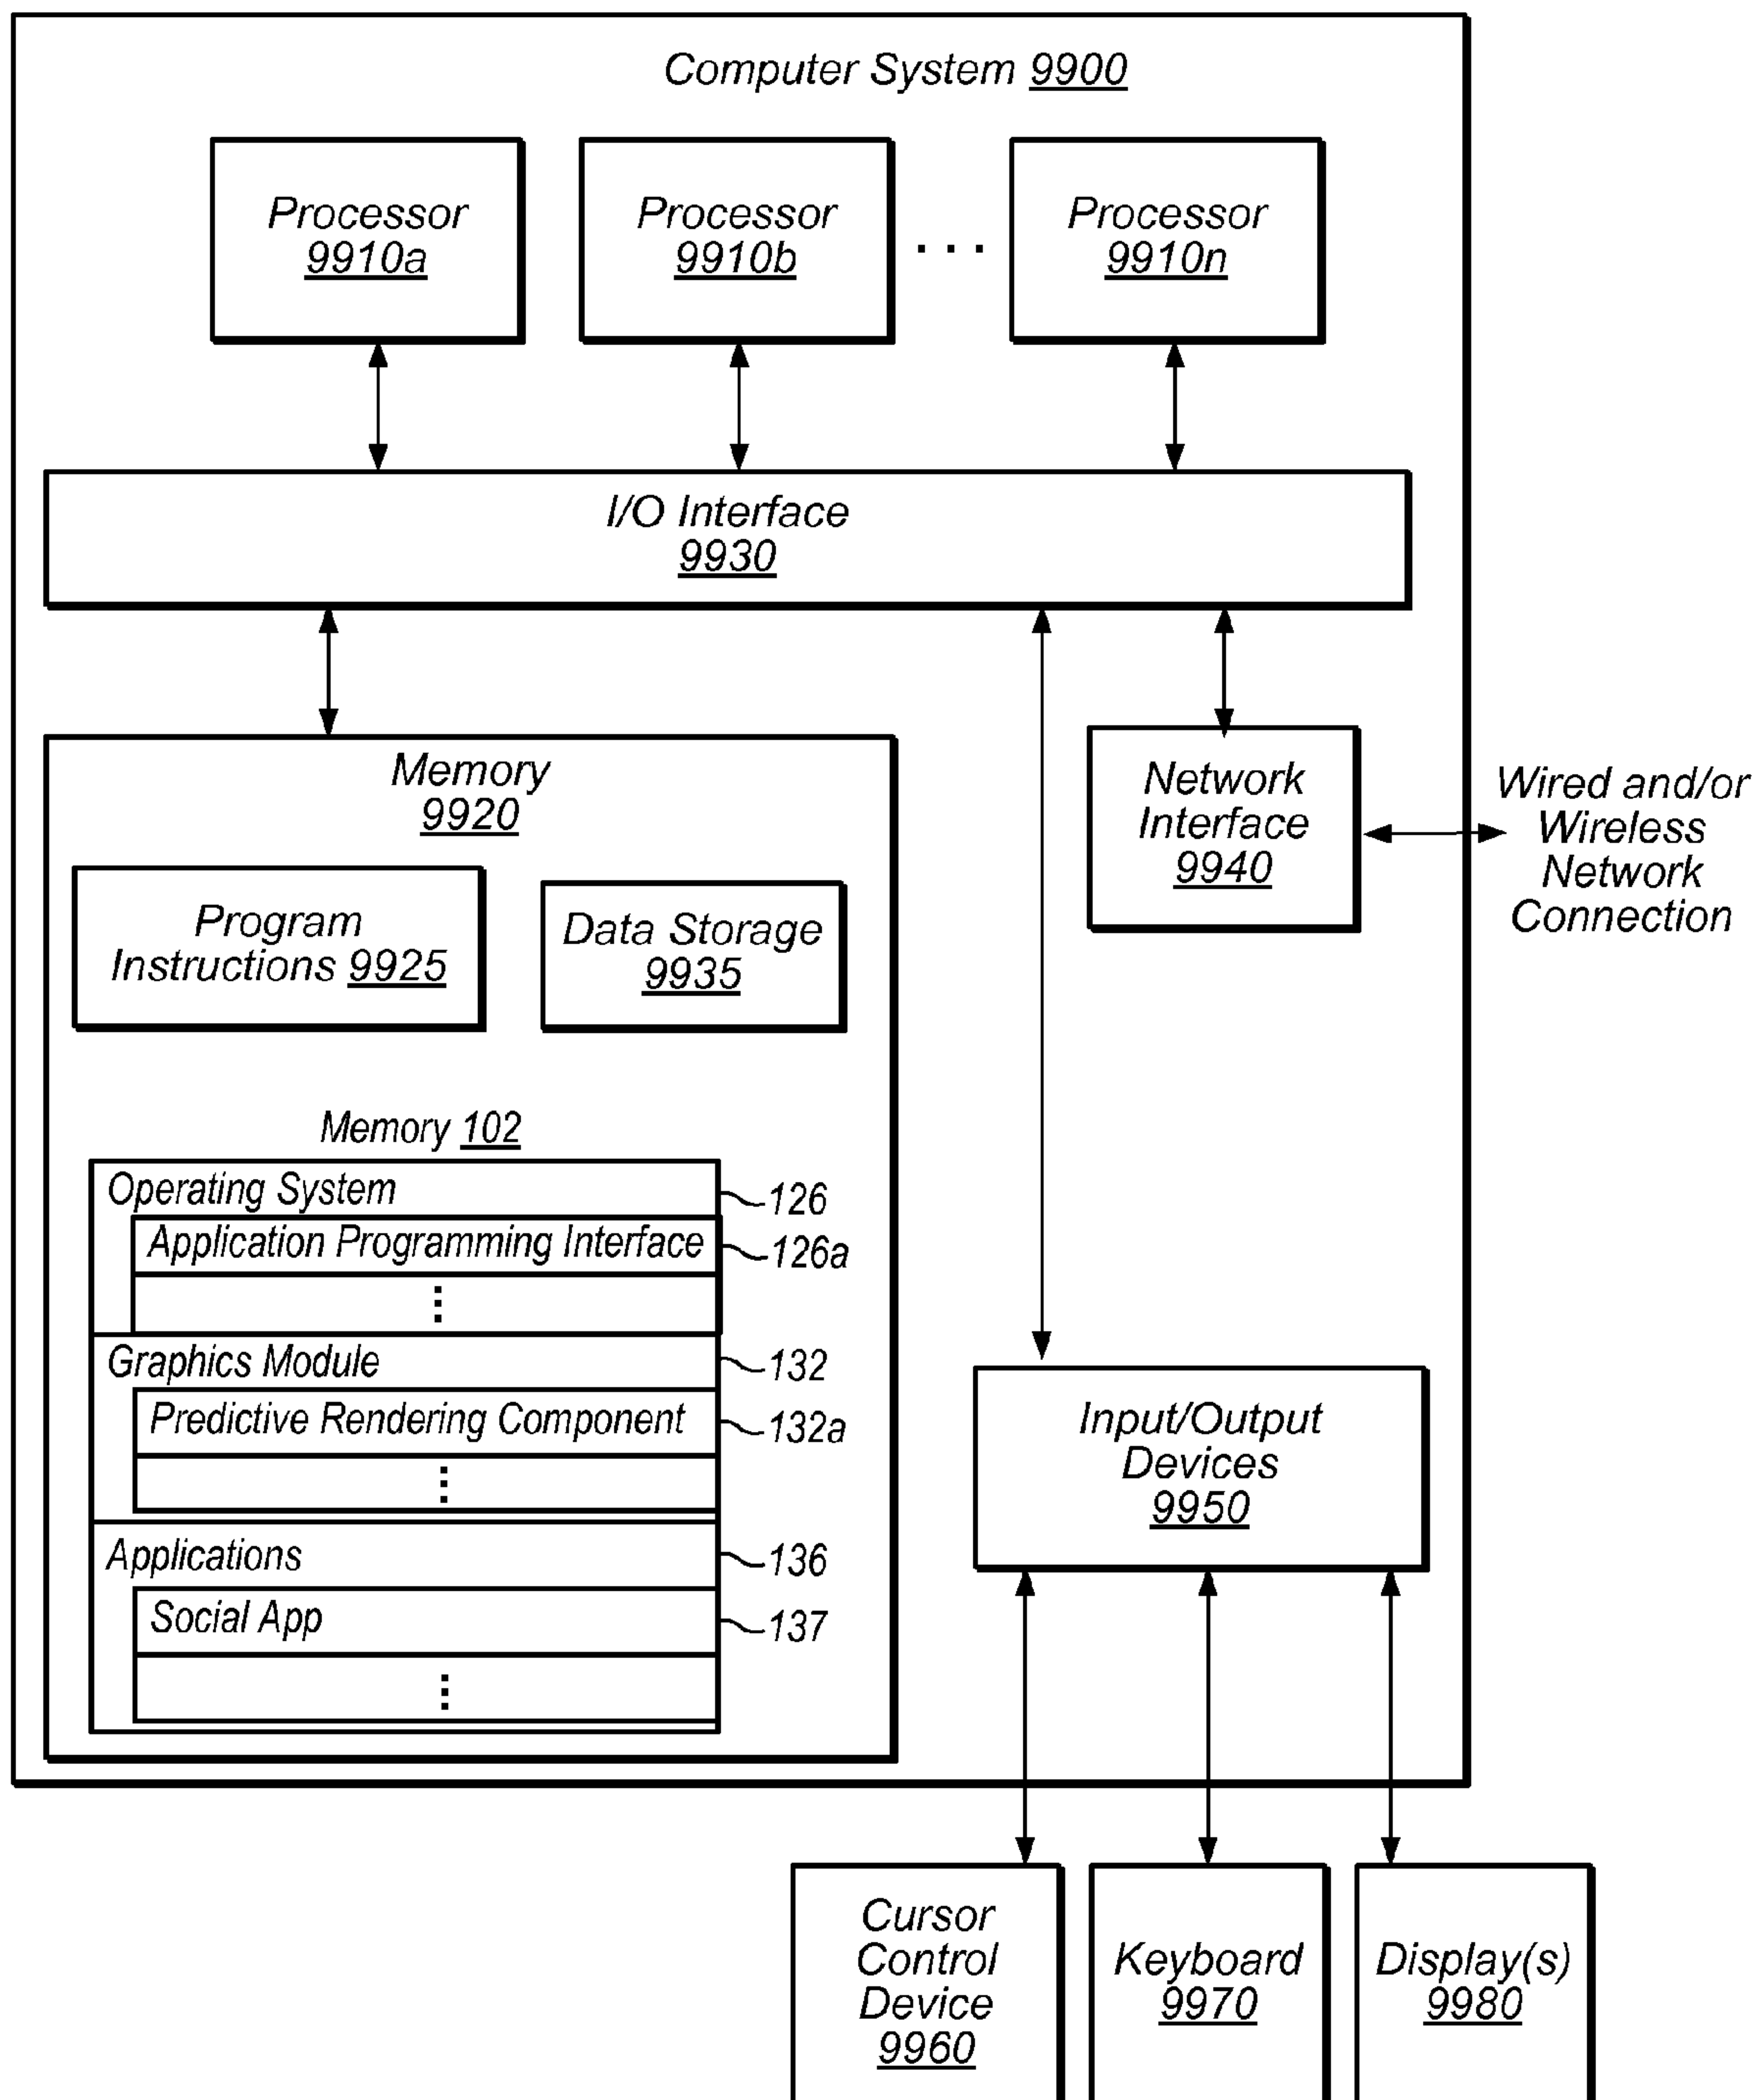 Computer System 9900
Processor
9910a
Processor
9910b
. . .
Processor
9910n
I/O Interface
9930
Memory
9920
Program
Instructions 9925
Data Storage
9935
Network
Interface
9940
Wired and/or
Wireless
Network
Connection
Memory 102
Operating System
126
Application Programming Interface
126a
Graphics Module
132
Predictive Rendering Component
132a
Applications
136
Social App
137
Input/Output
Devices
9950
Cursor
Control
Device
9960
Keyboard
9970
Display(s)
9980